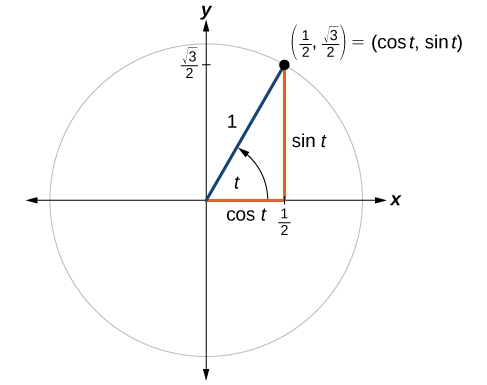 y
(1/2, √3/2) = (cos t, sin t)
√3/2
1
sin t
t
x
cos t
1/2